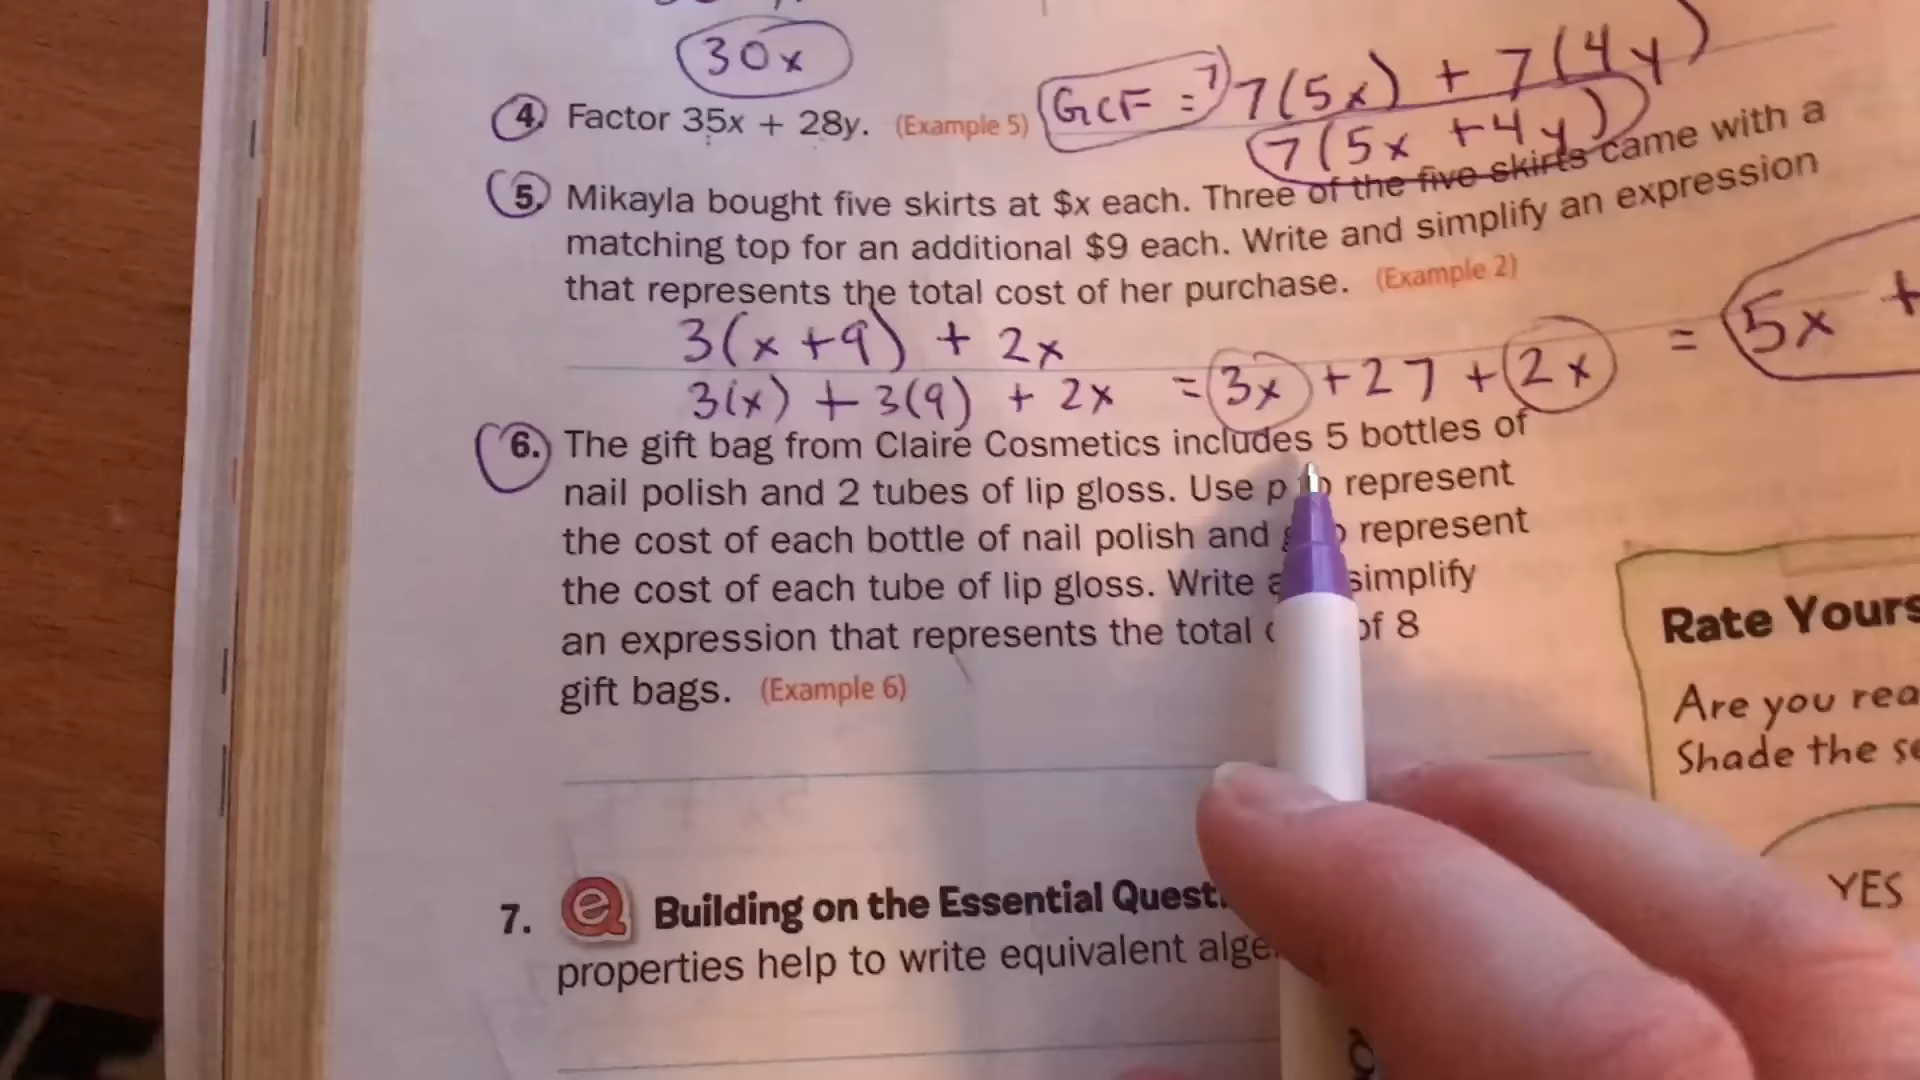 30x
4. Factor 35x + 28y. (Example 5) GCF = 7 7(5x) + 7(4y)
7(5x + 4y)
5. Mikayla bought five skirts at $x each. Three of the five skirts came with a
matching top for an additional $9 each. Write and simplify an expression
that represents the total cost of her purchase. (Example 2)
3(x+9) + 2x
3(x) + 3(9) + 2x = 3x + 27 + 2x = 5x +
6. The gift bag from Claire Cosmetics includes 5 bottles of
nail polish and 2 tubes of lip gloss. Use p represent
the cost of each bottle of nail polish and represent
the cost of each tube of lip gloss. Write simplify
an expression that represents the total of 8
gift bags. (Example 6)
Rate Yours
Are you rea
Shade the se
YES
7. e Building on the Essential Quest
properties help to write equivalent alge